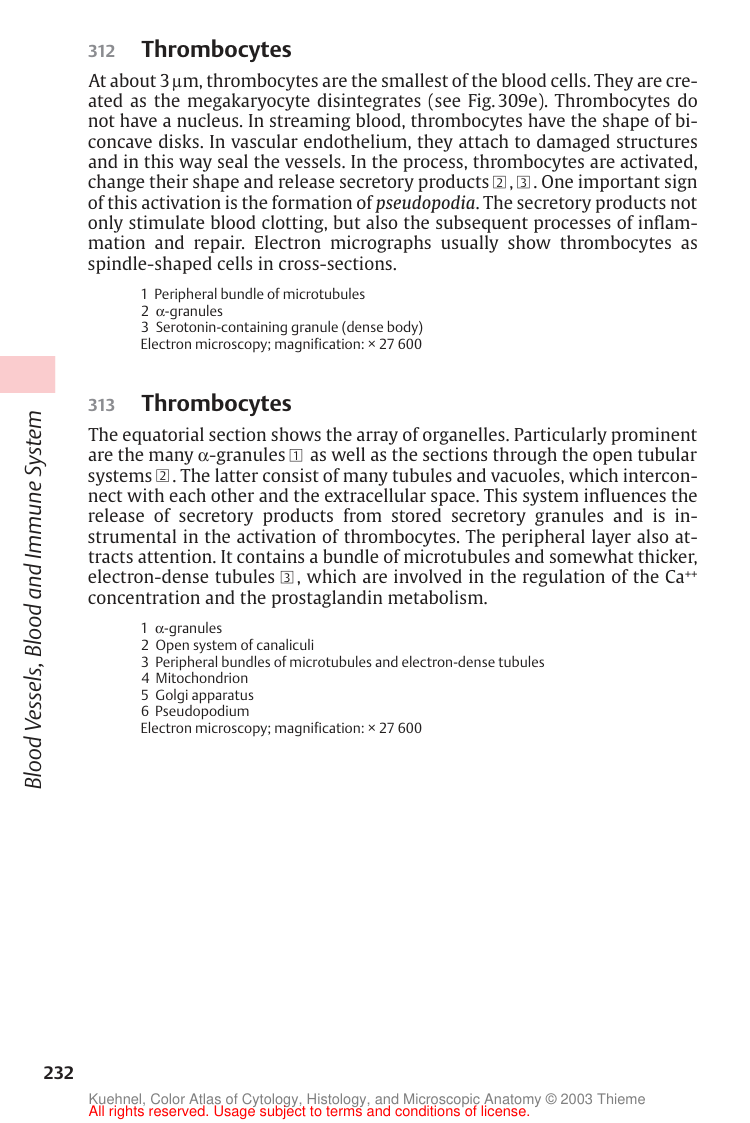 312 Thrombocytes
At about 3 µm, thrombocytes are the smallest of the blood cells. They are cre-
ated as the megakaryocyte disintegrates (see Fig. 309e). Thrombocytes do
not have a nucleus. In streaming blood, thrombocytes have the shape of bi-
concave disks. In vascular endothelium, they attach to damaged structures
and in this way seal the vessels. In the process, thrombocytes are activated,
change their shape and release secretory products 2, 3. One important sign
of this activation is the formation of pseudopodia. The secretory products not
only stimulate blood clotting, but also the subsequent processes of inflam-
mation and repair. Electron micrographs usually show thrombocytes as
spindle-shaped cells in cross-sections.
1 Peripheral bundle of microtubules
2 α-granules
3 Serotonin-containing granule (dense body)
Electron microscopy; magnification: × 27 600
313 Thrombocytes
The equatorial section shows the array of organelles. Particularly prominent
are the many α-granules 1 as well as the sections through the open tubular
systems 2. The latter consist of many tubules and vacuoles, which intercon-
nect with each other and the extracellular space. This system influences the
release of secretory products from stored secretory granules and is in-
strumental in the activation of thrombocytes. The peripheral layer also at-
tracts attention. It contains a bundle of microtubules and somewhat thicker,
electron-dense tubules 3, which are involved in the regulation of the Ca⁺⁺
concentration and the prostaglandin metabolism.
1 α-granules
2 Open system of canaliculi
3 Peripheral bundles of microtubules and electron-dense tubules
4 Mitochondrion
5 Golgi apparatus
6 Pseudopodium
Electron microscopy; magnification: × 27 600
Blood Vessels, Blood and Immune System
232
Kuehnel, Color Atlas of Cytology, Histology, and Microscopic Anatomy © 2003 Thieme
All rights reserved. Usage subject to terms and conditions of license.